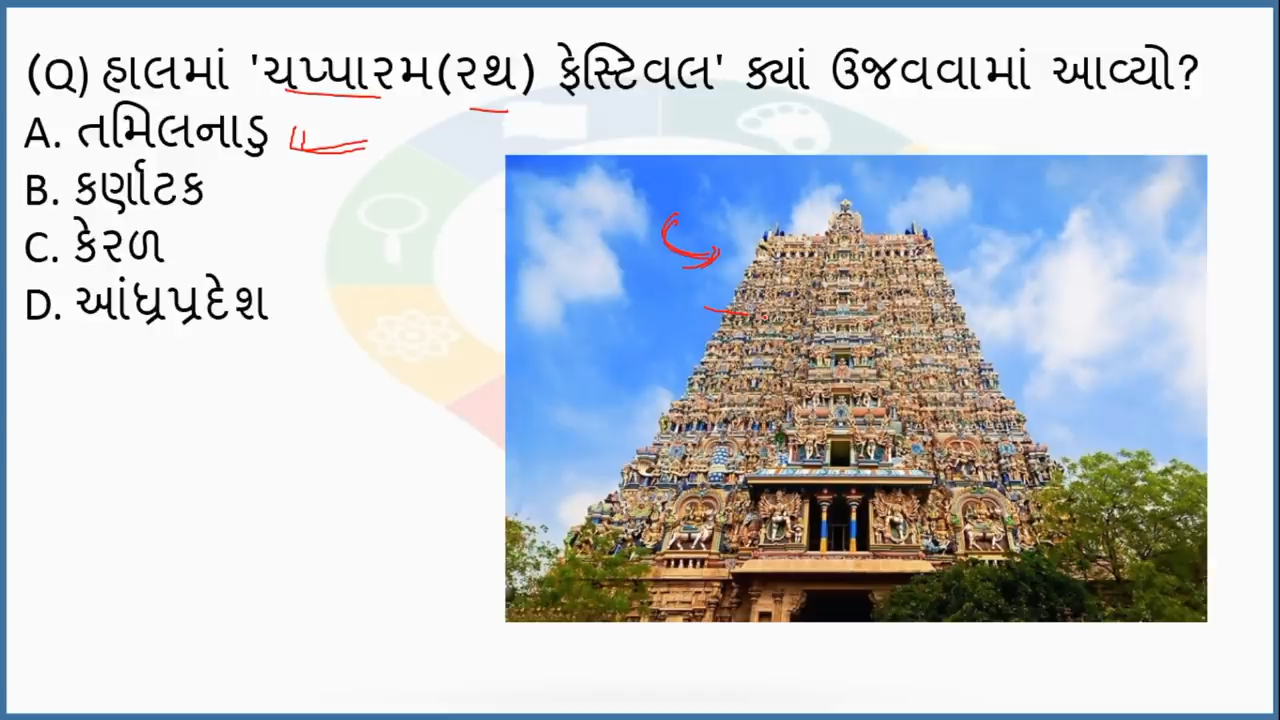 (Q) હાલમાં 'ચપ્પારમ(રથ) ફેસ્ટિવલ' ક્યાં ઉજવવામાં આવ્યો?
A. તમિલનાડુ
B. કર્ણાટક
C. કેરળ
D. આંધ્રપ્રદેશ